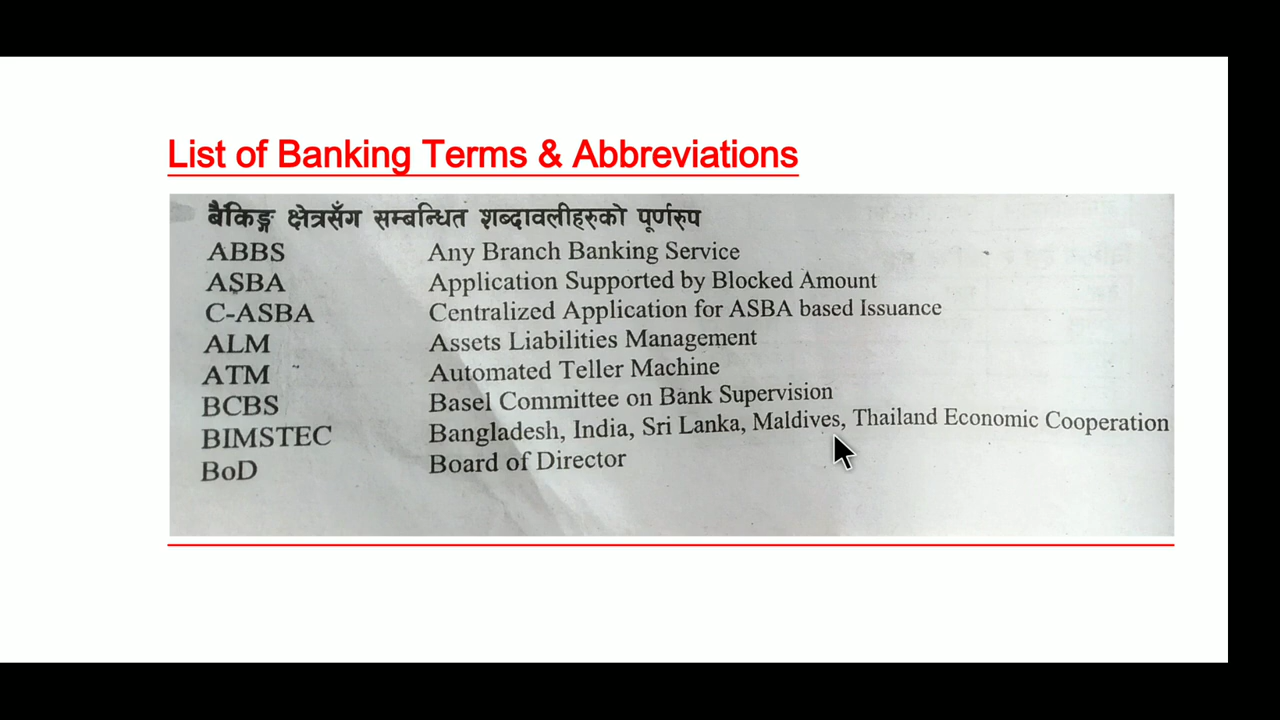 List of Banking Terms & Abbreviations
बैंकिङ्ग क्षेत्रसँग सम्बन्धित शब्दावलीहरुको पूर्णरुप
ABBS Any Branch Banking Service
ASBA Application Supported by Blocked Amount
C-ASBA Centralized Application for ASBA based Issuance
ALM Assets Liabilities Management
ATM Automated Teller Machine
BCBS Basel Committee on Bank Supervision
BIMSTEC Bangladesh, India, Sri Lanka, Maldives, Thailand Economic Cooperation
BoD Board of Director